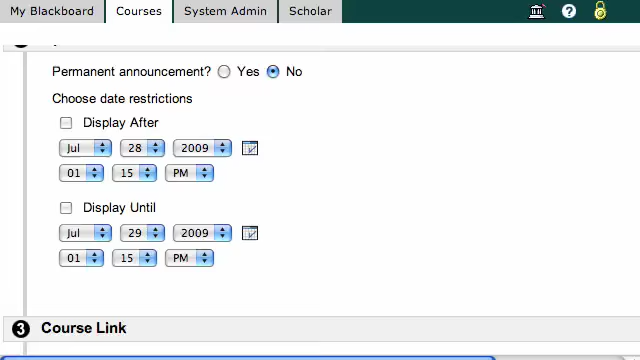 My Blackboard Courses System Admin Scholar
Permanent announcement? Yes No
Choose date restrictions
Display After
Jul 28 2009
01 15 PM
Display Until
Jul 29 2009
01 15 PM
3 Course Link